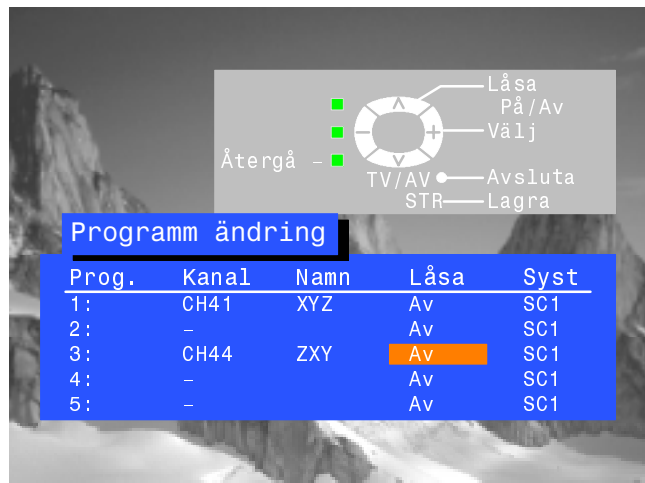 Låsa
På/Av
Välj
Återgå –
TV/AV Avsluta
STR Lagra
Programm ändring
Prog. Kanal Namn Låsa Syst
1: CH41 XYZ Av SC1
2: – Av SC1
3: CH44 ZXY Av SC1
4: – Av SC1
5: – Av SC1